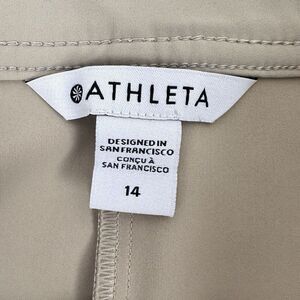 ATHLETA
DESIGNED IN
SAN FRANCISCO
CONÇU À
SAN FRANCISCO
14